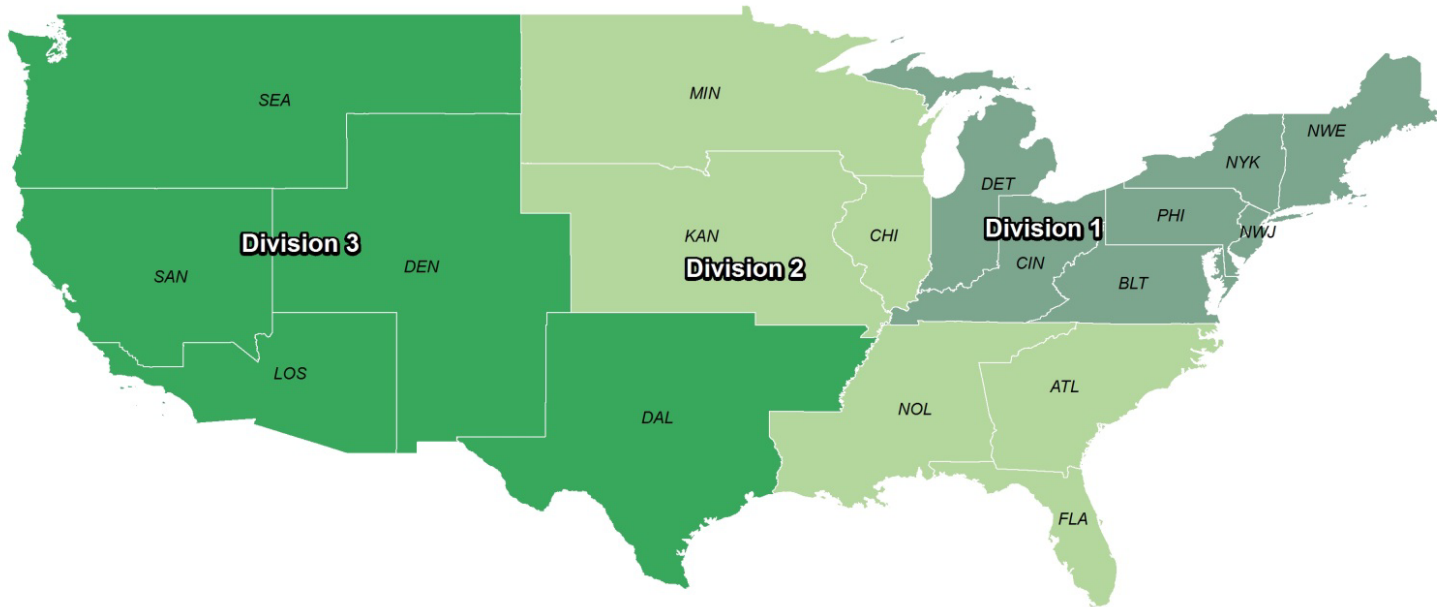 MIN
SEA
NWE
NYK
DET
PHI
Division 1
NWJ
KAN
CHI
Division 3
DEN
CIN
Division 2
SAN
BLT
LOS
ATL
NOL
DAL
FLA